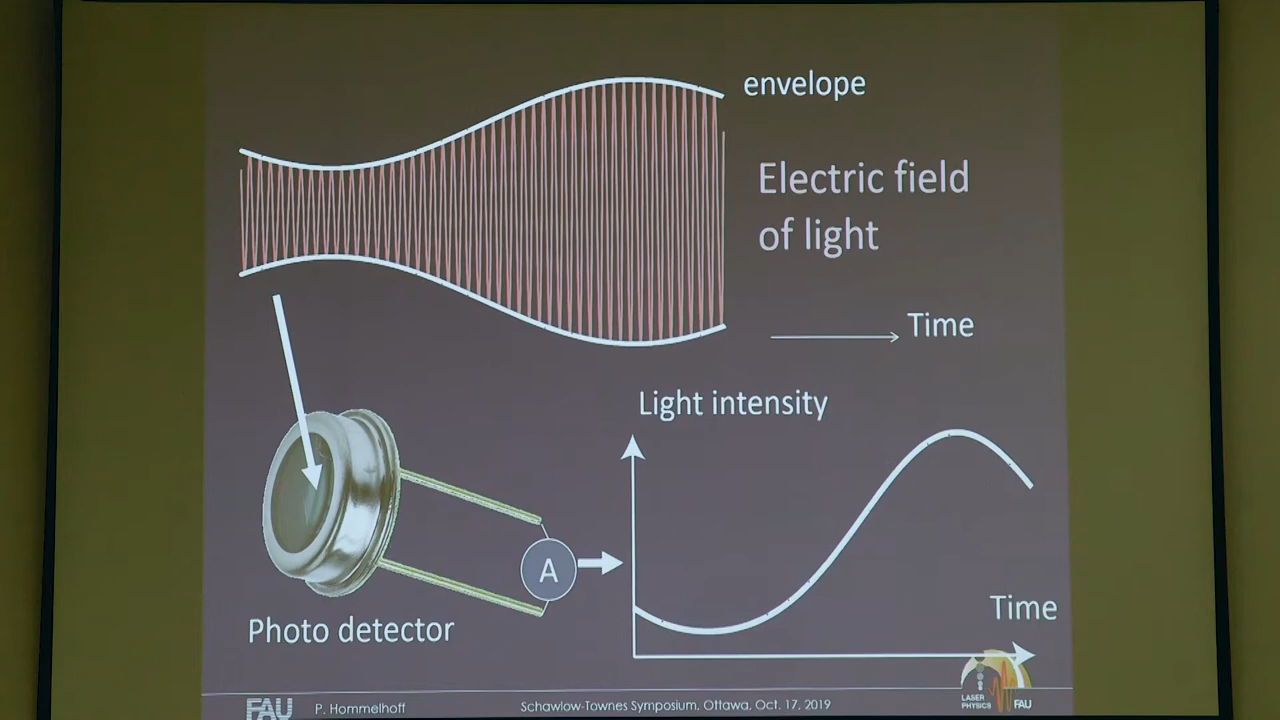 envelope
Electric field
of light
Time
Light intensity
A
Photo detector
Time
FAU
P. Hommelhoff
Schawlow-Townes Symposium, Ottawa, Oct. 17, 2019
LASER
PHYSICS
FAU